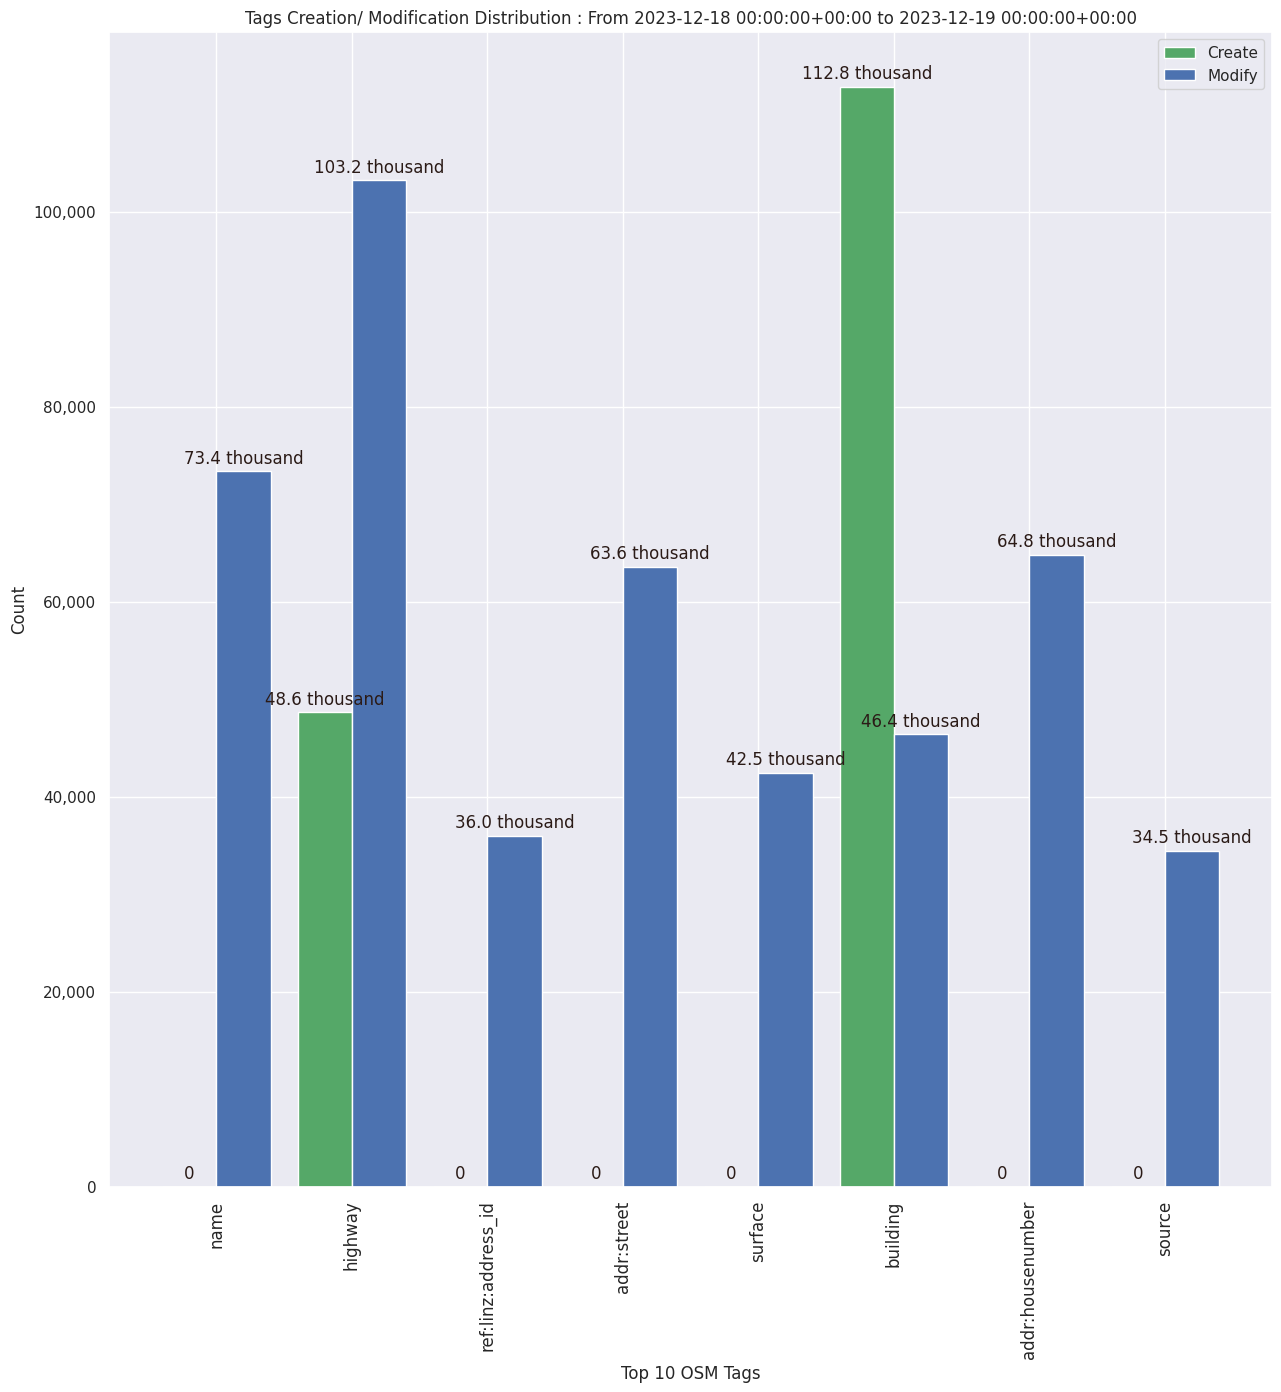 Tags Creation/ Modification Distribution : From 2023-12-18 00:00:00+00:00 to 2023-12-19 00:00:00+00:00
Create
Modify
112.8 thousand
103.2 thousand
100,000
80,000
73.4 thousand
63.6 thousand
64.8 thousand
60,000
Count
48.6 thousand
46.4 thousand
42.5 thousand
40,000
36.0 thousand
34.5 thousand
20,000
0
0
0
0
0
0
0
name
highway
ref:linz:address_id
addr:street
surface
building
addr:housenumber
source
Top 10 OSM Tags